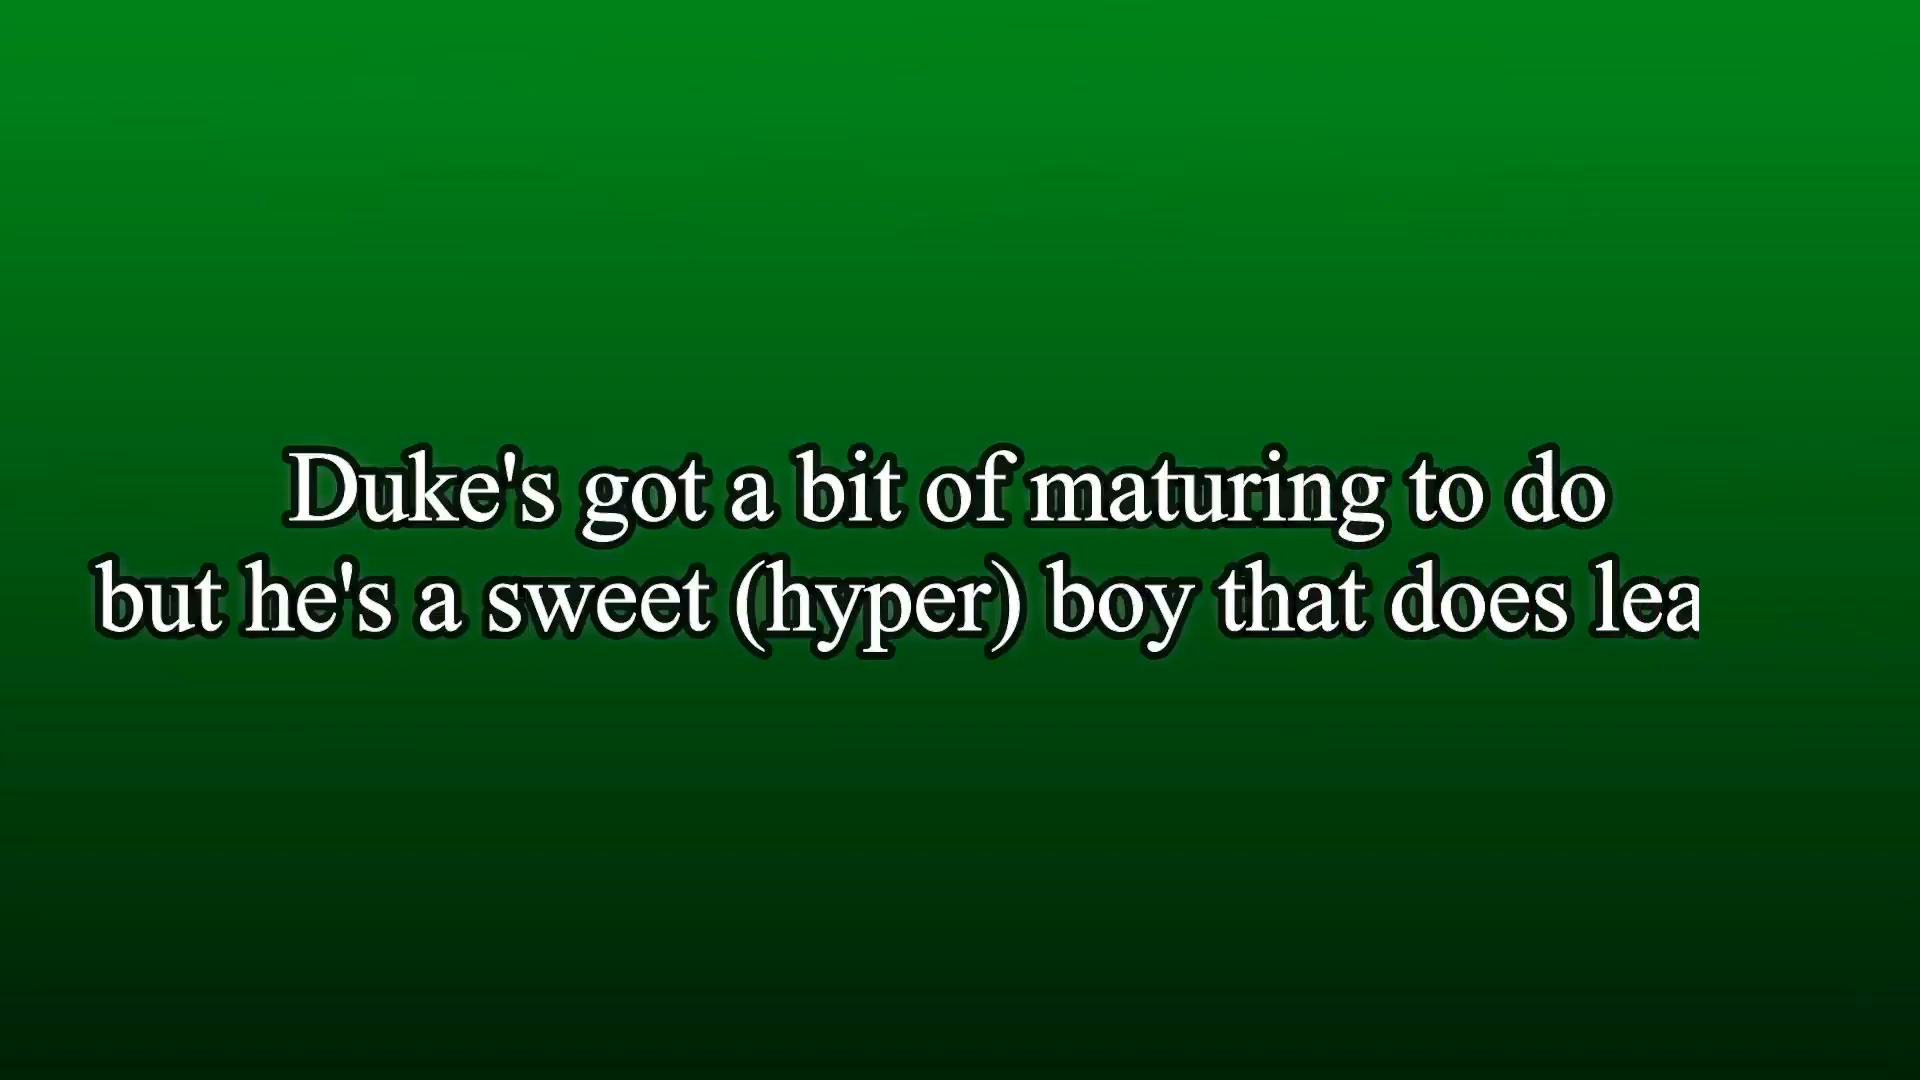 Duke's got a bit of maturing to do
but he's a sweet (hyper) boy that does lea